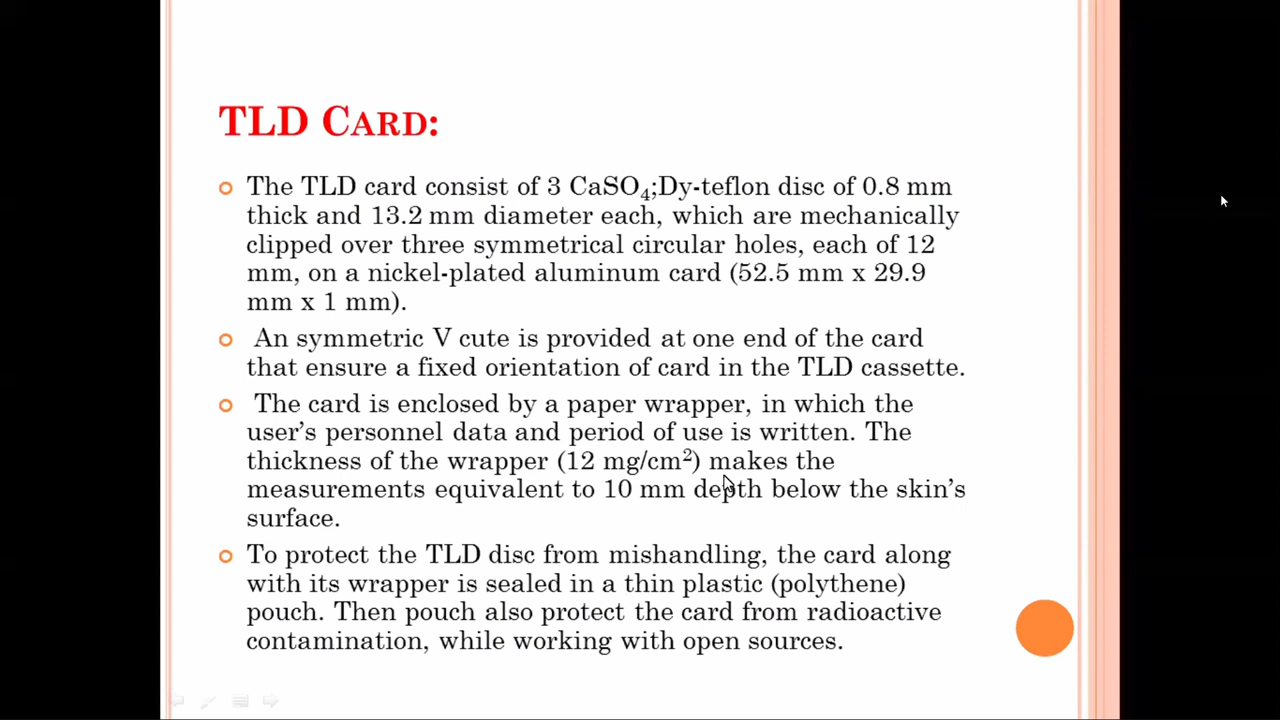 TLD CARD:
The TLD card consist of 3 CaSO₄;Dy-teflon disc of 0.8 mm
thick and 13.2 mm diameter each, which are mechanically
clipped over three symmetrical circular holes, each of 12
mm, on a nickel-plated aluminum card (52.5 mm x 29.9
mm x 1 mm).
An symmetric V cute is provided at one end of the card
that ensure a fixed orientation of card in the TLD cassette.
The card is enclosed by a paper wrapper, in which the
user’s personnel data and period of use is written. The
thickness of the wrapper (12 mg/cm²) makes the
measurements equivalent to 10 mm depth below the skin’s
surface.
To protect the TLD disc from mishandling, the card along
with its wrapper is sealed in a thin plastic (polythene)
pouch. Then pouch also protect the card from radioactive
contamination, while working with open sources.